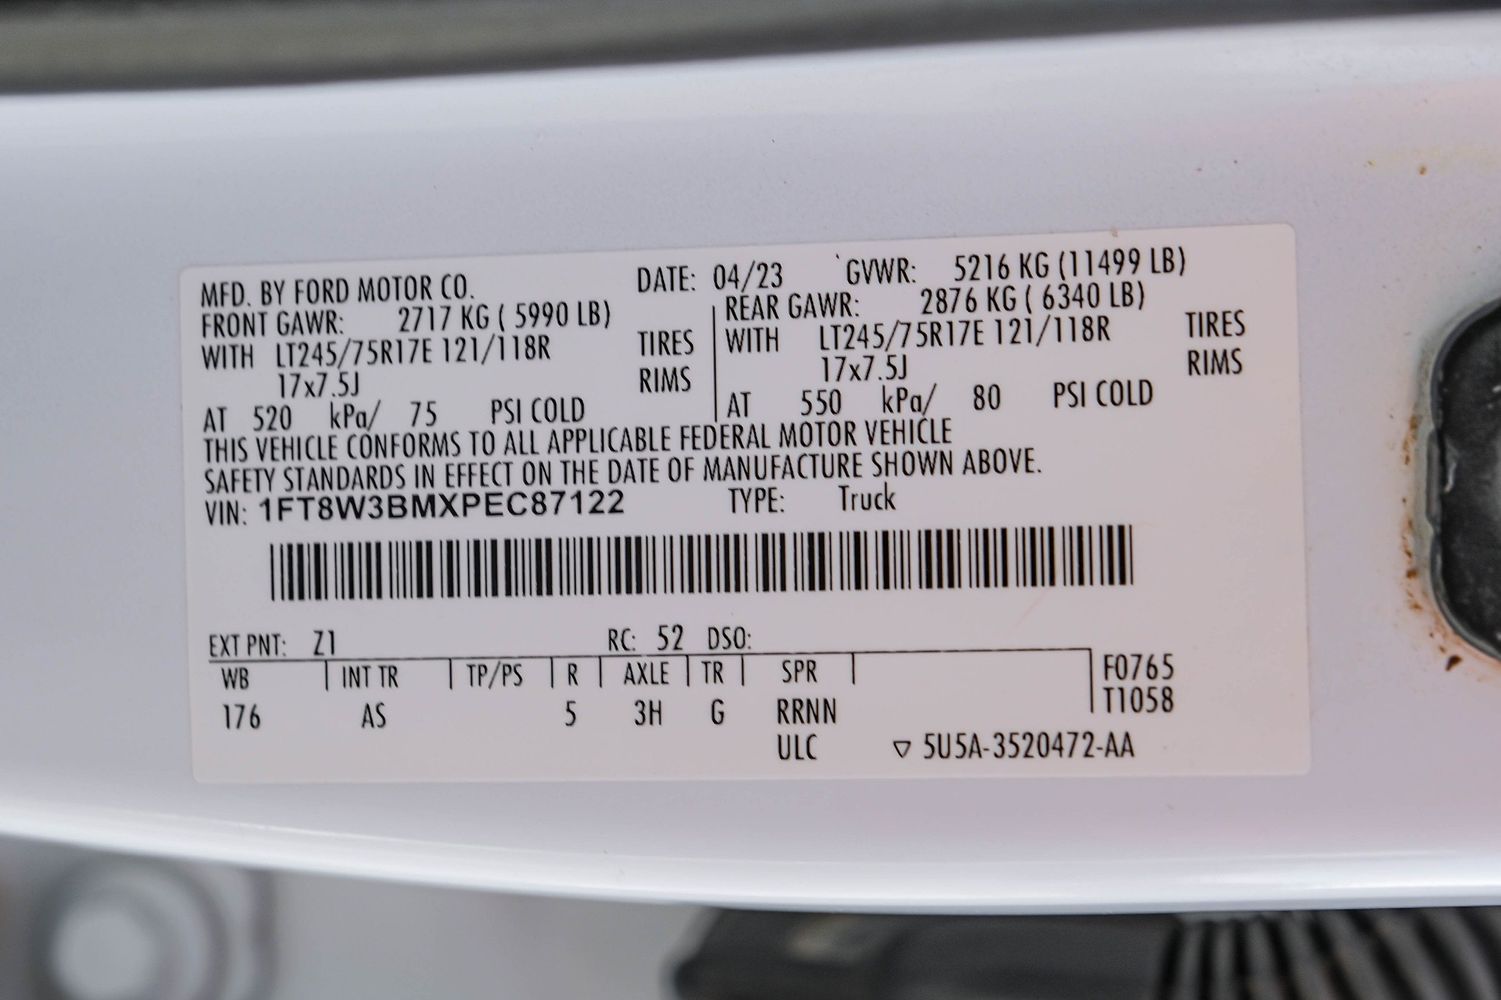 MFD. BY FORD MOTOR CO. DATE: 04/23 GVWR: 5216 KG (11499 LB)
FRONT GAWR: 2717 KG ( 5990 LB) REAR GAWR: 2876 KG ( 6340 LB)
WITH LT245/75R17E 121/118R TIRES WITH LT245/75R17E 121/118R TIRES
17x7.5J RIMS 17x7.5J RIMS
AT 520 kPa/ 75 PSI COLD AT 550 kPa/ 80 PSI COLD
THIS VEHICLE CONFORMS TO ALL APPLICABLE FEDERAL MOTOR VEHICLE
SAFETY STANDARDS IN EFFECT ON THE DATE OF MANUFACTURE SHOWN ABOVE.
VIN: 1FT8W3BMXPEC87122 TYPE: Truck
EXT PNT: Z1 RC: 52 DSO:
WB INT TR TP/PS R AXLE TR SPR F0765
176 AS 5 3H G RRNN T1058
ULC ▽ 5U5A-3520472-AA